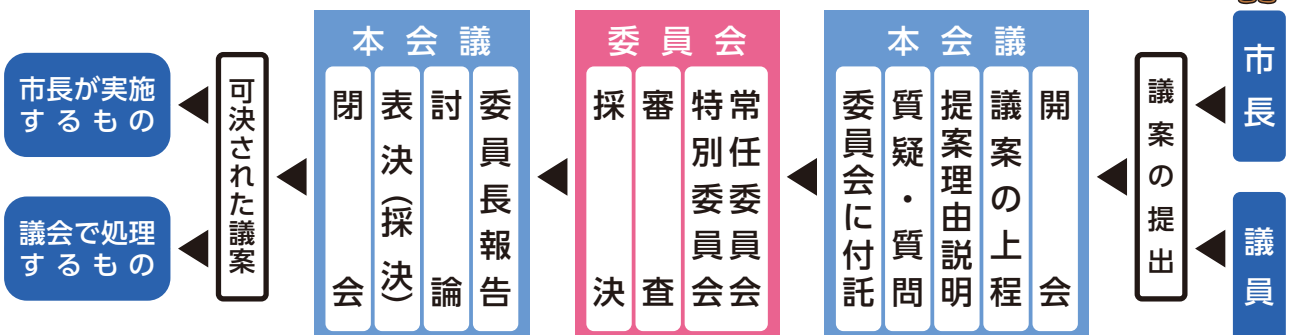 市長
議員
議案の提出
本会議
開会
議案の上程
提案理由説明
質疑・質問
委員会に付託
委員会
常任委員会
特別委員会
審査
採決
本会議
委員長報告
討論
表決（採決）
閉会
可決された議案
市長が実施
するもの
議会で処理
するもの